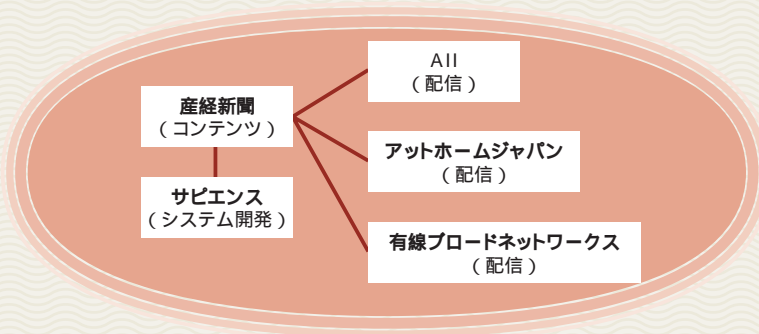 産経新聞
（コンテンツ）
サピエンス
（システム開発）
AII
（配信）
アットホームジャパン
（配信）
有線ブロードネットワークス
（配信）